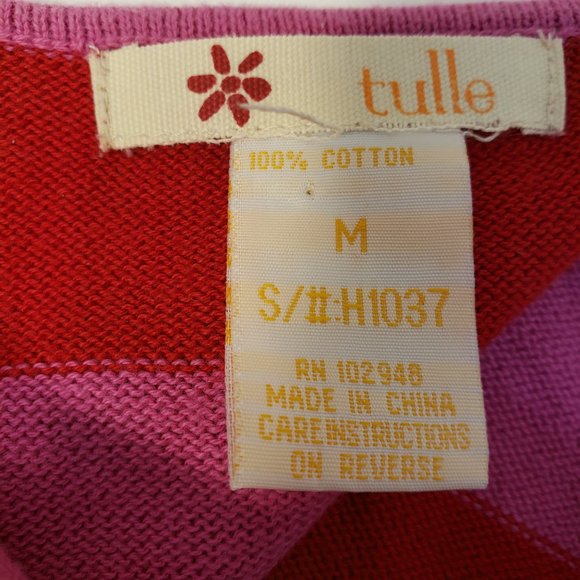 tulle
100% COTTON
M
S/#:H1037
RN 102948
MADE IN CHINA
CAREINSTRUCTIONS
ON REVERSE